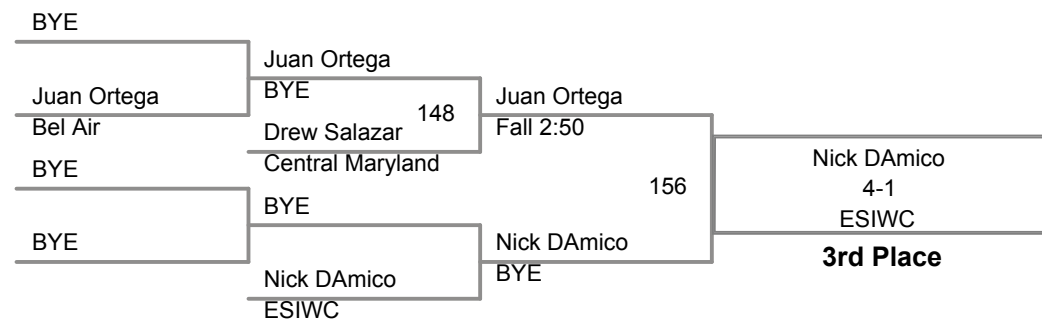 BYE
Juan Ortega
Bel Air
BYE
BYE
Juan Ortega
BYE
148
Drew Salazar
Central Maryland
BYE
Nick DAmico
ESIWC
Juan Ortega
Fall 2:50
156
Nick DAmico
BYE
Nick DAmico
4-1
ESIWC
3rd Place